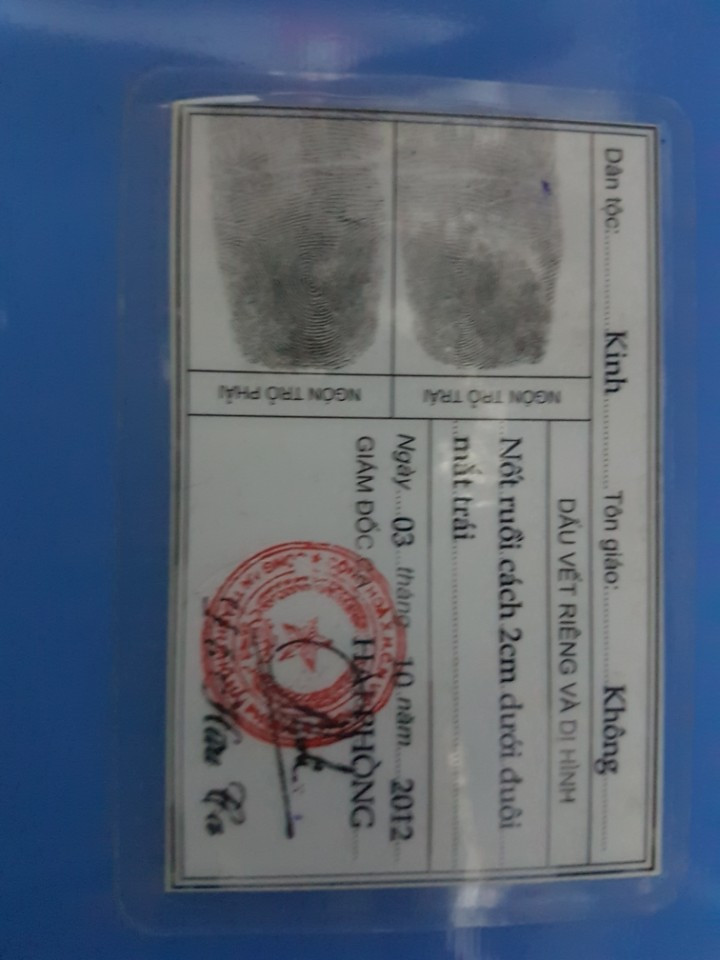 Dân tộc: Kinh Tôn giáo: Không
NGÓN TRỎ TRÁI
NGÓN TRỎ PHẢI
DẤU VẾT RIÊNG VÀ DỊ HÌNH
Nốt ruồi cách 2cm dưới đuôi
mắt trái
Ngày 03 tháng 10 năm 2012
GIÁM ĐỐC CA HẢI PHÒNG